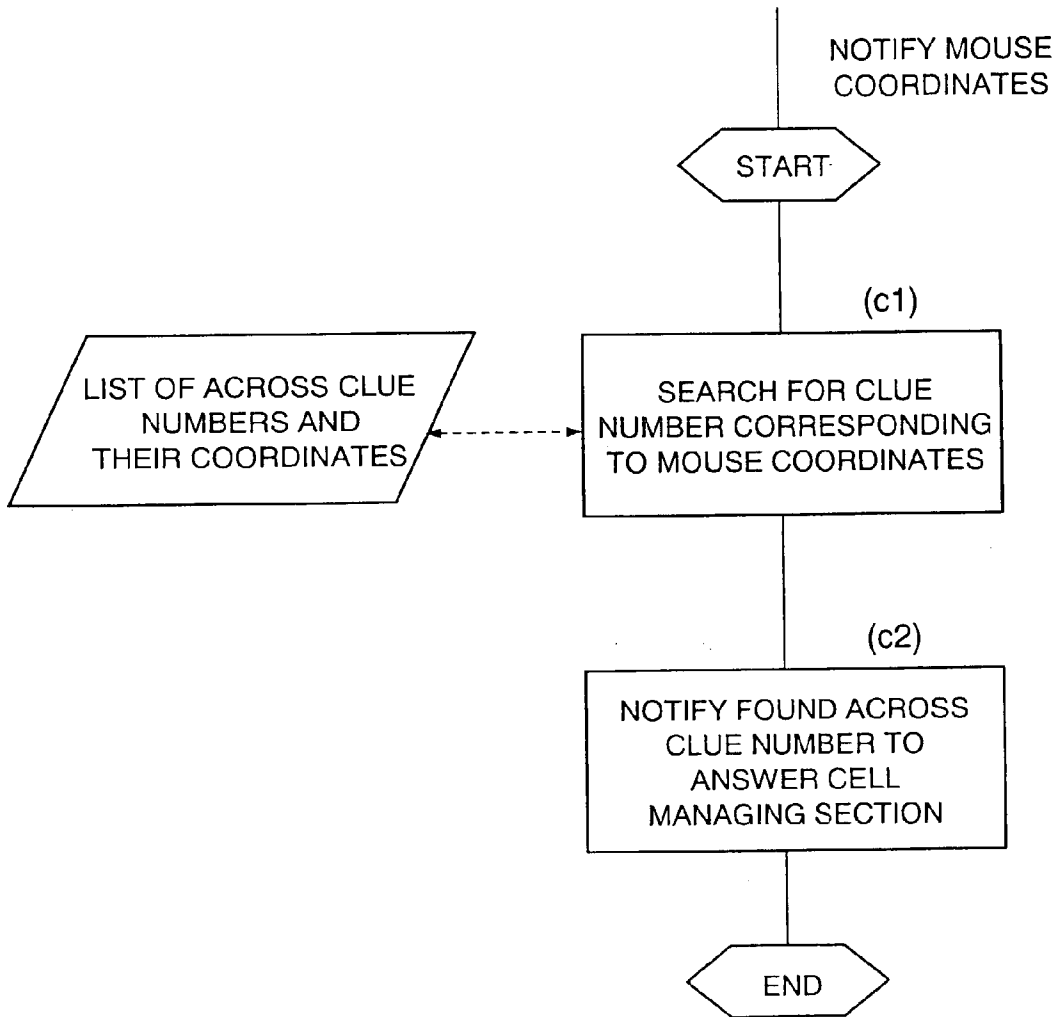 NOTIFY MOUSE
COORDINATES
START
(c1)
LIST OF ACROSS CLUE
NUMBERS AND
THEIR COORDINATES
SEARCH FOR CLUE
NUMBER CORRESPONDING
TO MOUSE COORDINATES
(c2)
NOTIFY FOUND ACROSS
CLUE NUMBER TO
ANSWER CELL
MANAGING SECTION
END